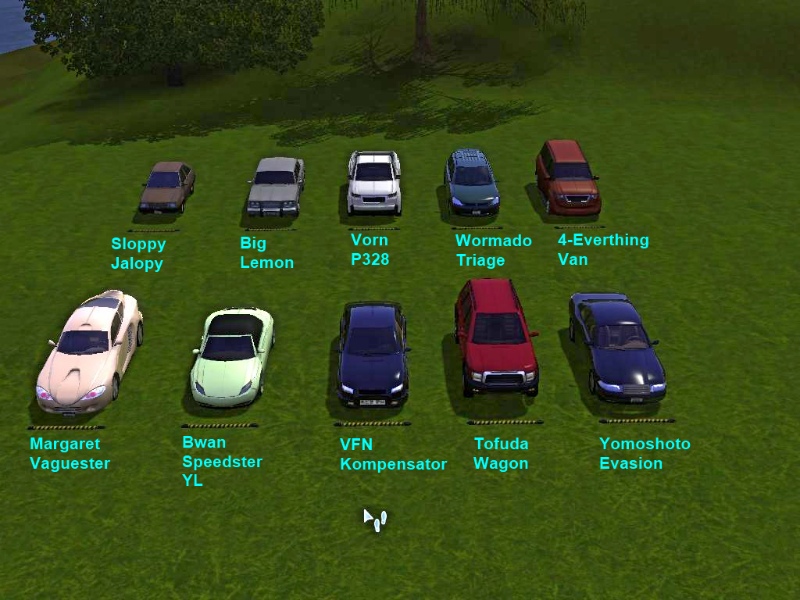 Sloppy
Jalopy
Big
Lemon
Vorn
P328
Wormado
Triage
4-Everthing
Van
Margaret
Vaguester
Bwan
Speedster
YL
VFN
Kompensator
Tofuda
Wagon
Yomoshoto
Evasion